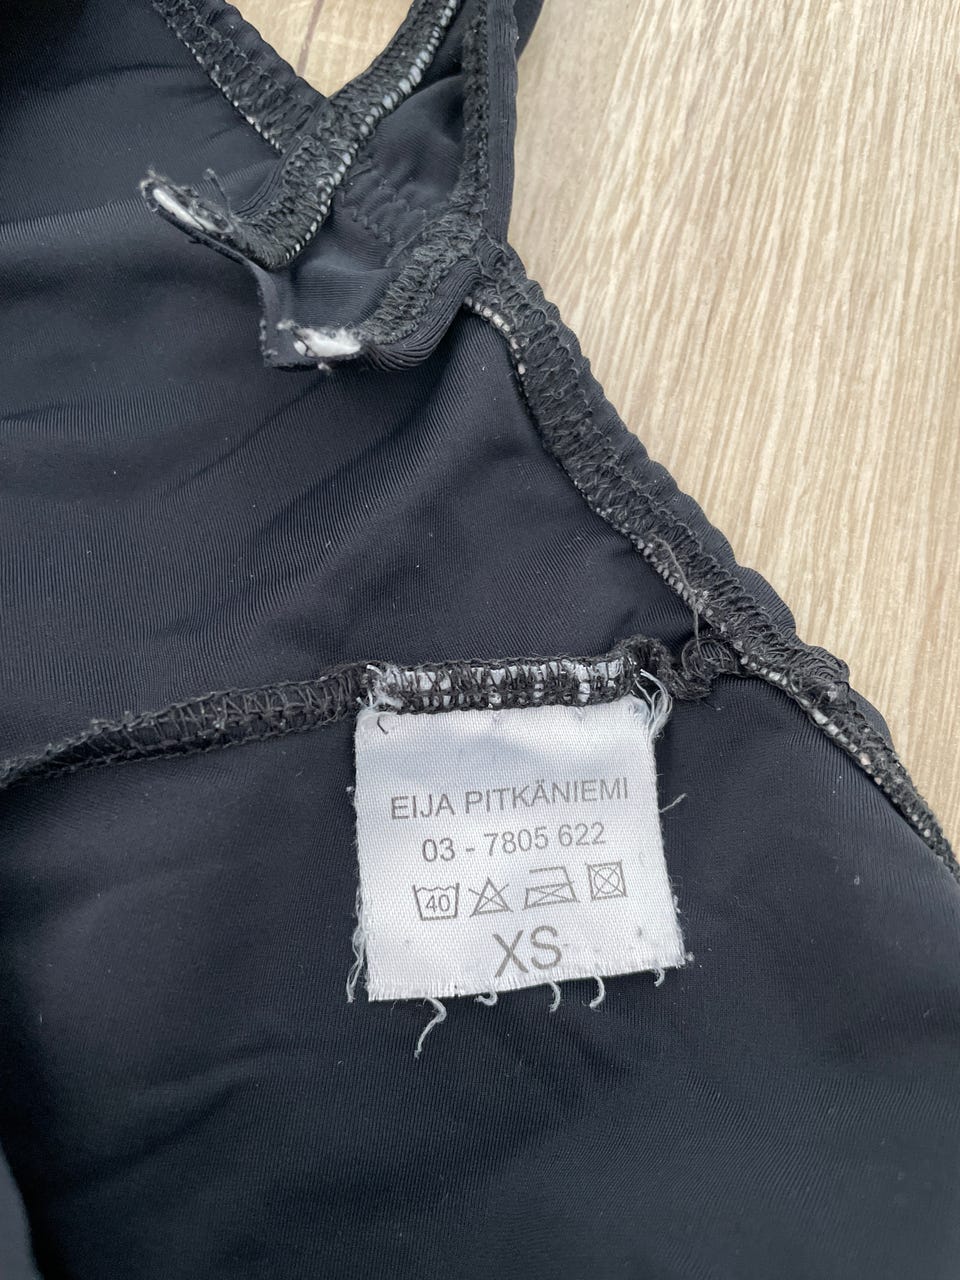 EIJA PITKÄNIEMI
03 - 7805 622
40
XS